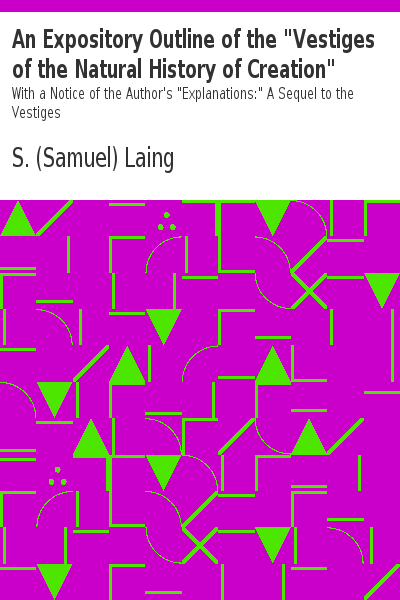 An Expository Outline of the "Vestiges
of the Natural History of Creation"
With a Notice of the Author's "Explanations:" A Sequel to the
Vestiges
S. (Samuel) Laing